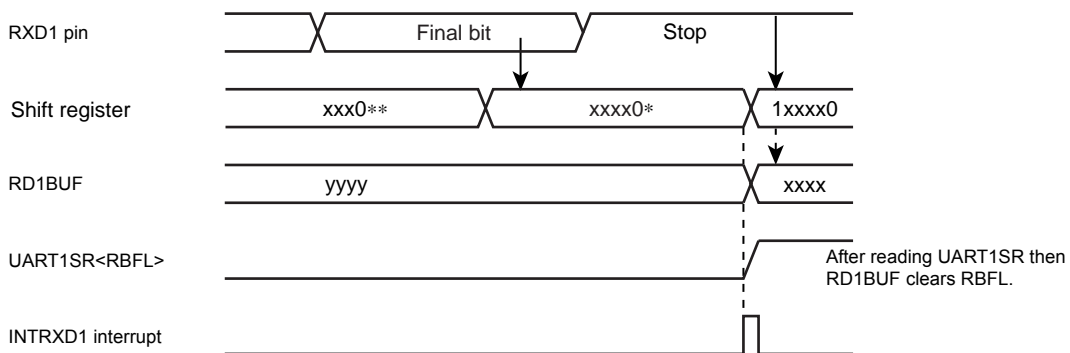 RXD1 pin
Final bit
Stop
Shift register
xxx0**
xxxx0*
1xxxx0
RD1BUF
yyyy
xxxx
UART1SR<RBFL>
After reading UART1SR then
RD1BUF clears RBFL.
INTRXD1 interrupt